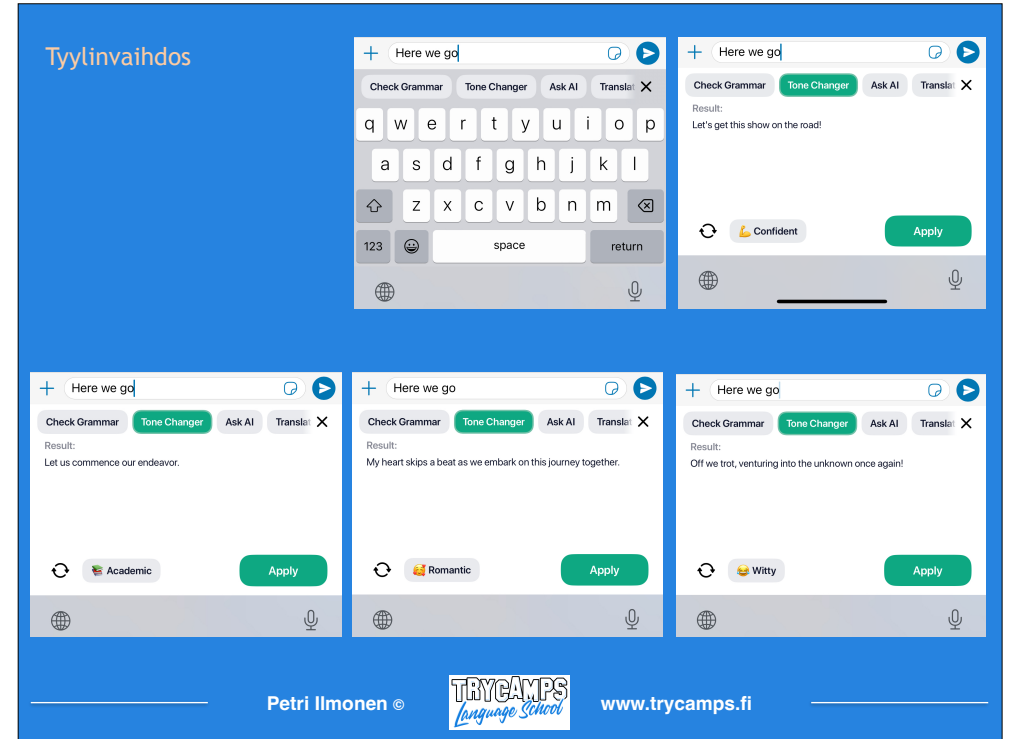 Tyylinvaihdos
Here we go
Check Grammar Tone Changer Ask AI Translat
q w e r t y u i o p
a s d f g h j k l
z x c v b n m
123 space return
Here we go
Check Grammar Tone Changer Ask AI Translat
Result:
Let's get this show on the road!
Confident Apply
Here we go
Check Grammar Tone Changer Ask AI Translat
Result:
Let us commence our endeavor.
Academic Apply
Here we go
Check Grammar Tone Changer Ask AI Translat
Result:
My heart skips a beat as we embark on this journey together.
Romantic Apply
Here we go
Check Grammar Tone Changer Ask AI Translat
Result:
Off we trot, venturing into the unknown once again!
Witty Apply
Petri Ilmonen ©
TRYCAMPS
Language School
www.trycamps.fi